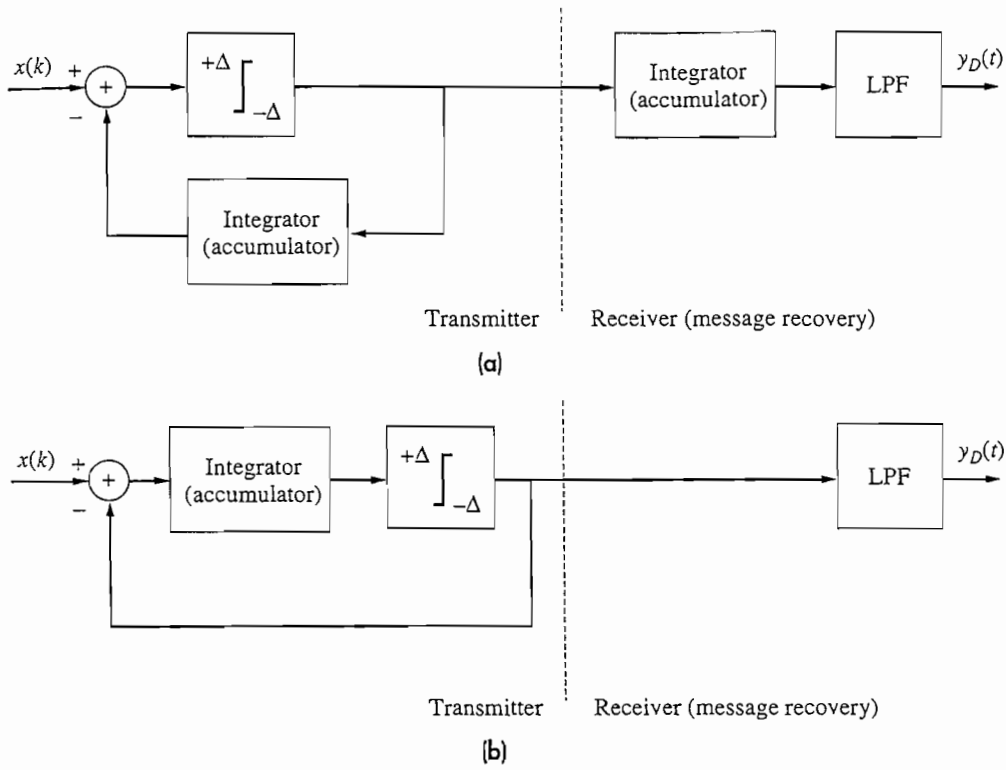 x(k)
+
−
+
+Δ
−Δ
Integrator
(accumulator)
Integrator
(accumulator)
LPF
y_D(t)
Transmitter
Receiver (message recovery)
(a)
x(k)
+
−
+
Integrator
(accumulator)
+Δ
−Δ
LPF
y_D(t)
Transmitter
Receiver (message recovery)
(b)